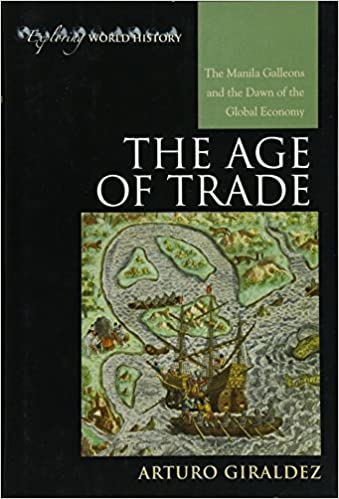 Exploring WORLD HISTORY
The Manila Galleons
and the Dawn of the
Global Economy
THE AGE
OF TRADE
ARTURO GIRALDEZ